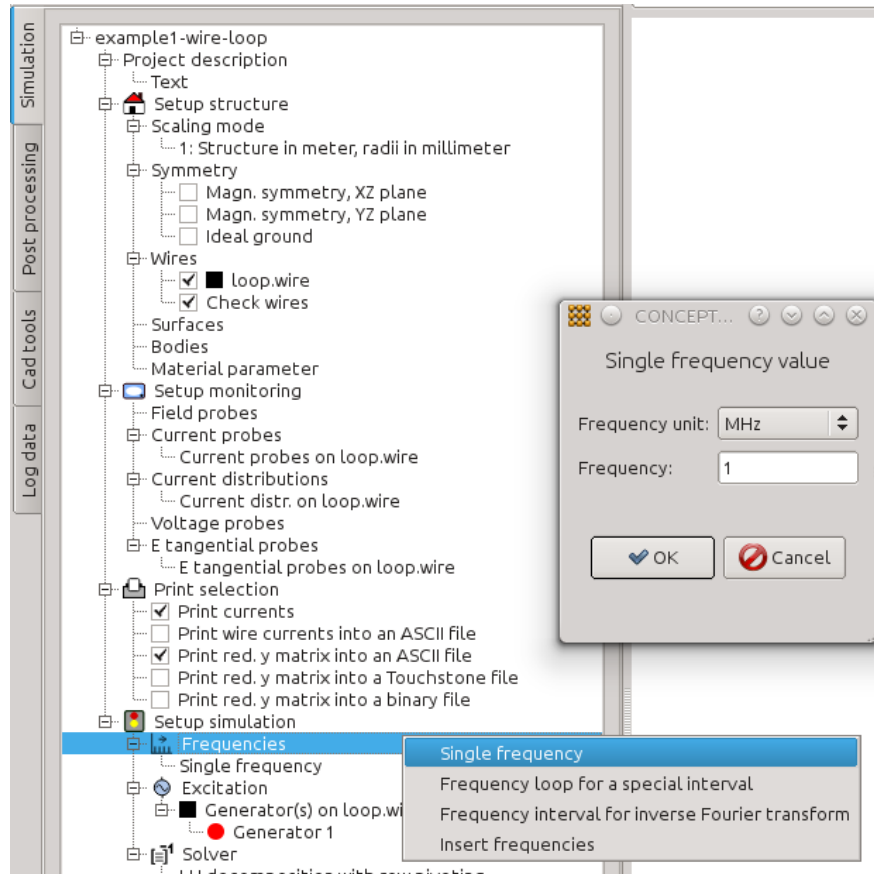 Simulation
Post processing
Cad tools
Log data
example1-wire-loop
Project description
Text
Setup structure
Scaling mode
1: Structure in meter, radii in millimeter
Symmetry
Magn. symmetry, XZ plane
Magn. symmetry, YZ plane
Ideal ground
Wires
loop.wire
Check wires
Surfaces
Bodies
Material parameter
Setup monitoring
Field probes
Current probes
Current probes on loop.wire
Current distributions
Current distr. on loop.wire
Voltage probes
E tangential probes
E tangential probes on loop.wire
Print selection
Print currents
Print wire currents into an ASCII file
Print red. y matrix into an ASCII file
Print red. y matrix into a Touchstone file
Print red. y matrix into a binary file
Setup simulation
Frequencies
Single frequency
Excitation
Generator(s) on loop.wi
Generator 1
Solver
CONCEPT...
Single frequency value
Frequency unit: MHz
Frequency: 1
OK Cancel
Single frequency
Frequency loop for a special interval
Frequency interval for inverse Fourier transform
Insert frequencies